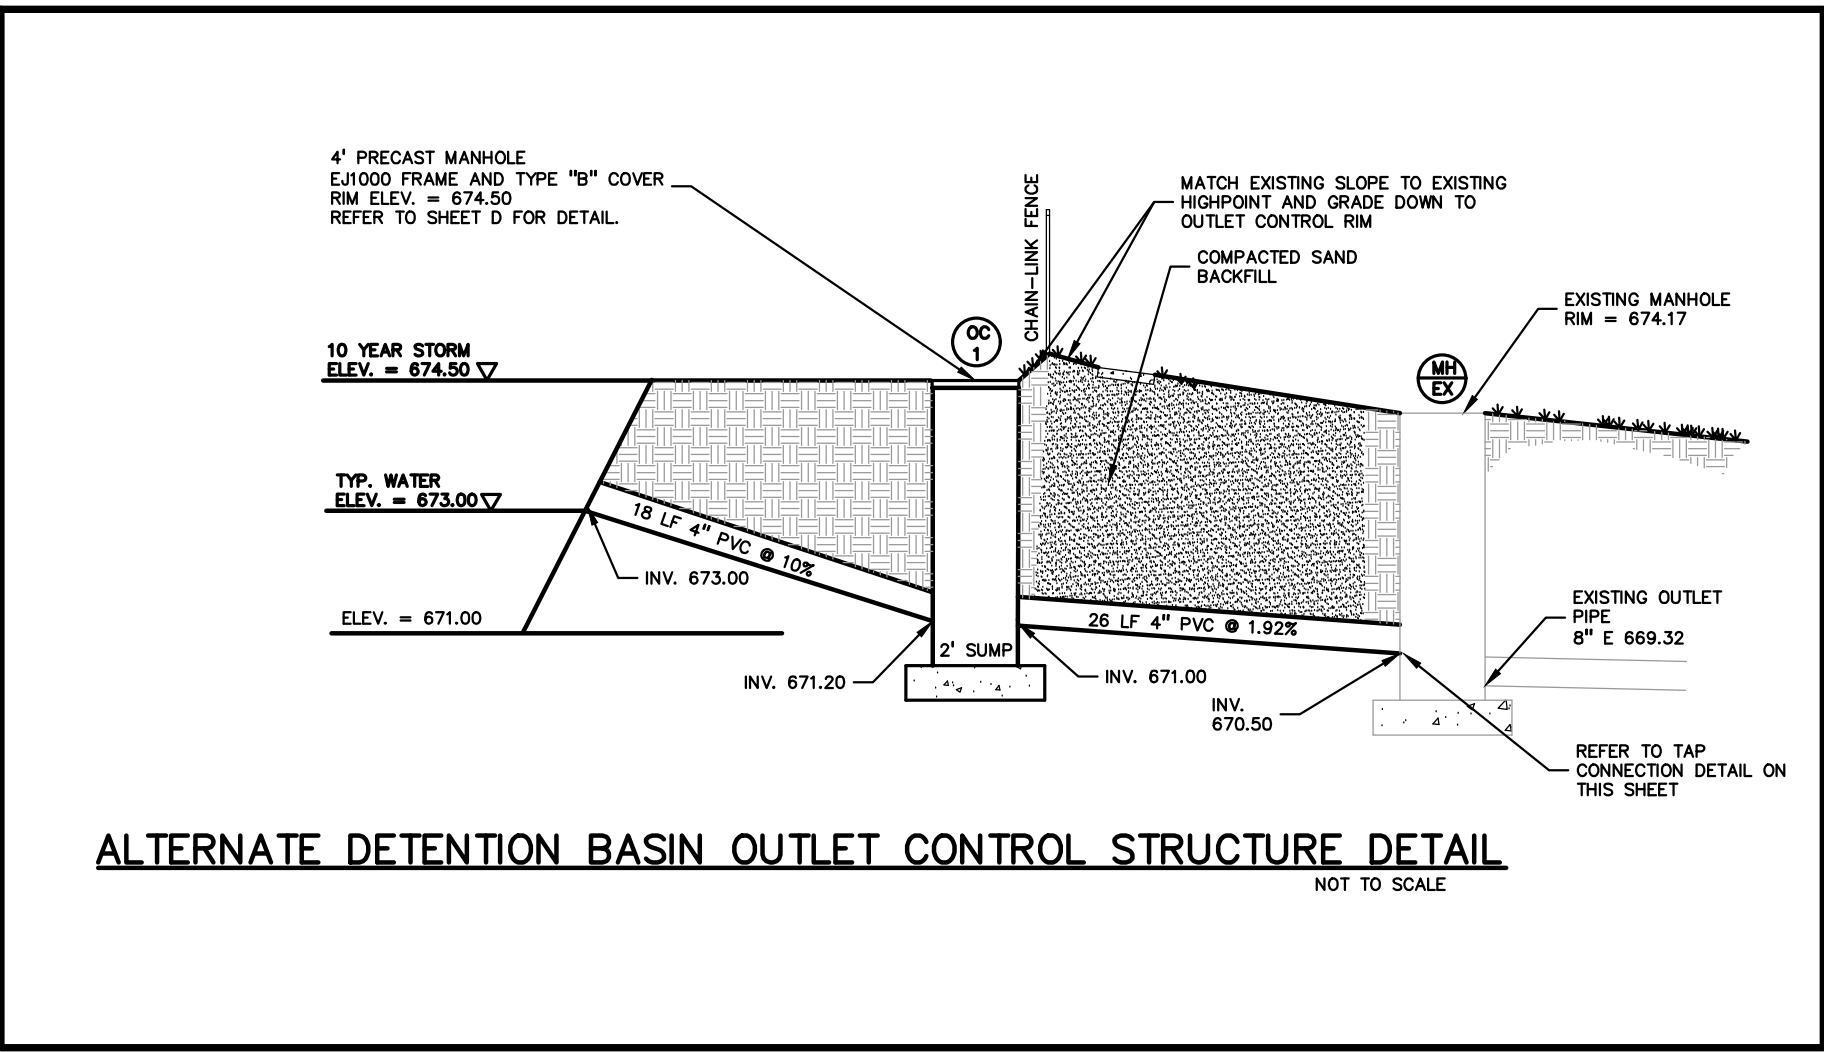 4' PRECAST MANHOLE
EJ1000 FRAME AND TYPE "B" COVER
RIM ELEV. = 674.50
REFER TO SHEET D FOR DETAIL.
CHAIN-LINK FENCE
MATCH EXISTING SLOPE TO EXISTING
HIGHPOINT AND GRADE DOWN TO
OUTLET CONTROL RIM
COMPACTED SAND
BACKFILL
EXISTING MANHOLE
RIM = 674.17
OC
1
MH
EX
10 YEAR STORM
ELEV. = 674.50
TYP. WATER
ELEV. = 673.00
18 LF 4" PVC @ 10%
INV. 673.00
ELEV. = 671.00
26 LF 4" PVC @ 1.92%
2' SUMP
INV. 671.20
INV. 671.00
INV.
670.50
EXISTING OUTLET
PIPE
8" E 669.32
REFER TO TAP
CONNECTION DETAIL ON
THIS SHEET
ALTERNATE DETENTION BASIN OUTLET CONTROL STRUCTURE DETAIL
NOT TO SCALE